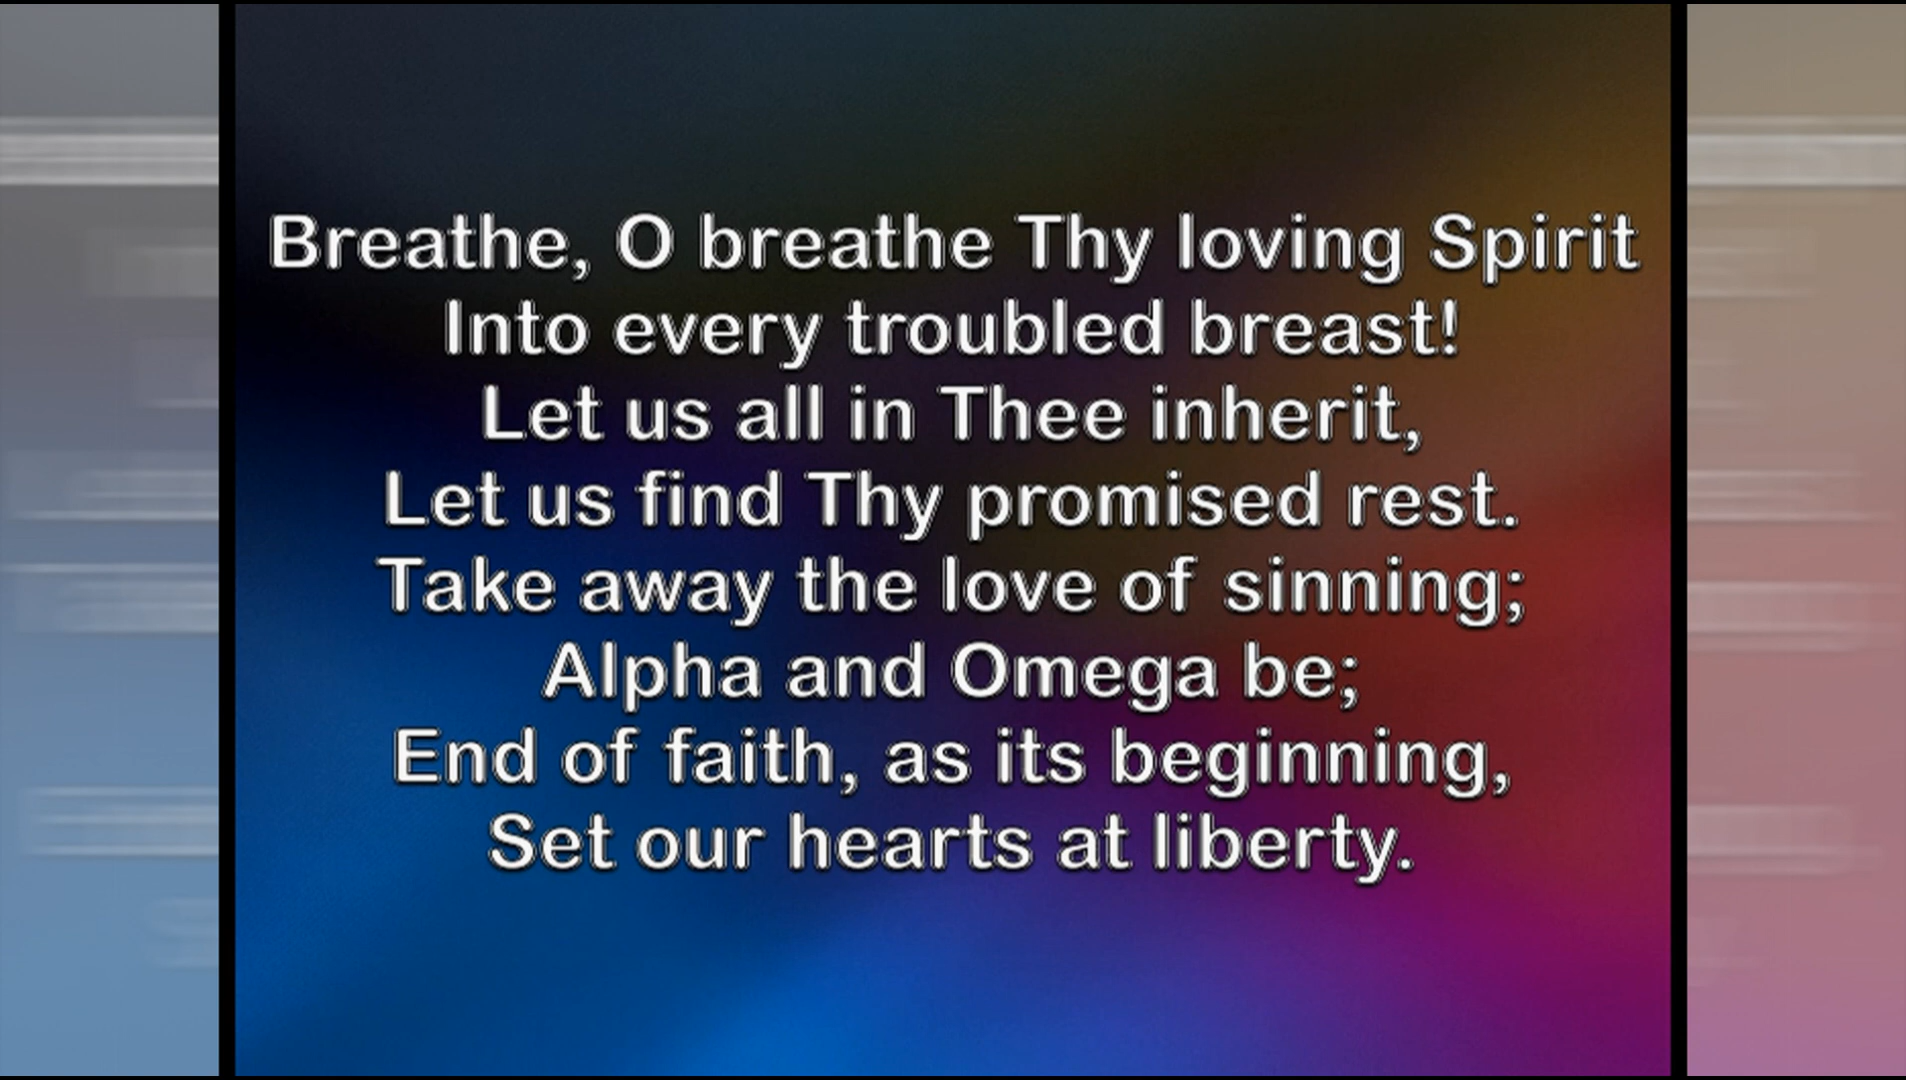 Breathe, O breathe Thy loving Spirit
Into every troubled breast!
Let us all in Thee inherit,
Let us find Thy promised rest.
Take away the love of sinning;
Alpha and Omega be;
End of faith, as its beginning,
Set our hearts at liberty.